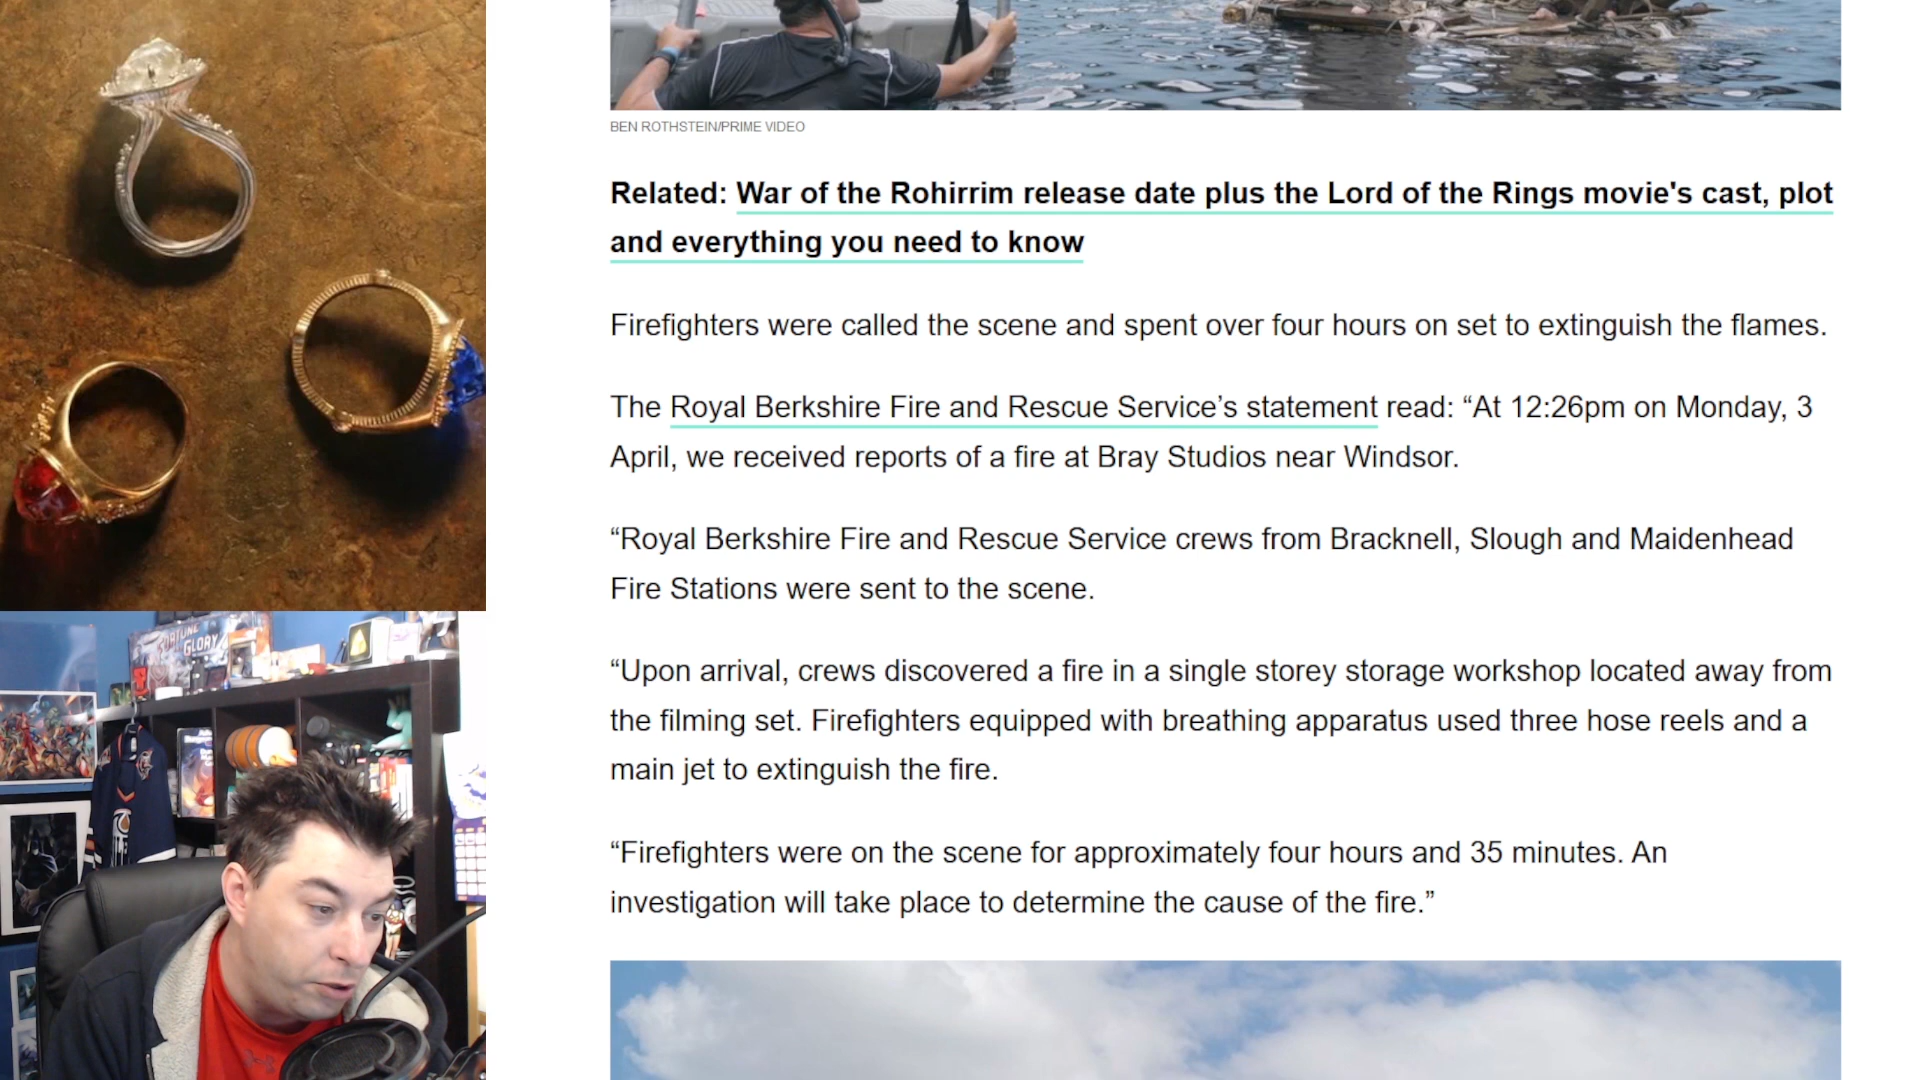 BEN ROTHSTEIN/PRIME VIDEO
Related: War of the Rohirrim release date plus the Lord of the Rings movie's cast, plot
and everything you need to know
Firefighters were called the scene and spent over four hours on set to extinguish the flames.
The Royal Berkshire Fire and Rescue Service’s statement read: “At 12:26pm on Monday, 3
April, we received reports of a fire at Bray Studios near Windsor.
“Royal Berkshire Fire and Rescue Service crews from Bracknell, Slough and Maidenhead
Fire Stations were sent to the scene.
“Upon arrival, crews discovered a fire in a single storey storage workshop located away from
the filming set. Firefighters equipped with breathing apparatus used three hose reels and a
main jet to extinguish the fire.
“Firefighters were on the scene for approximately four hours and 35 minutes. An
investigation will take place to determine the cause of the fire.”
GLORY